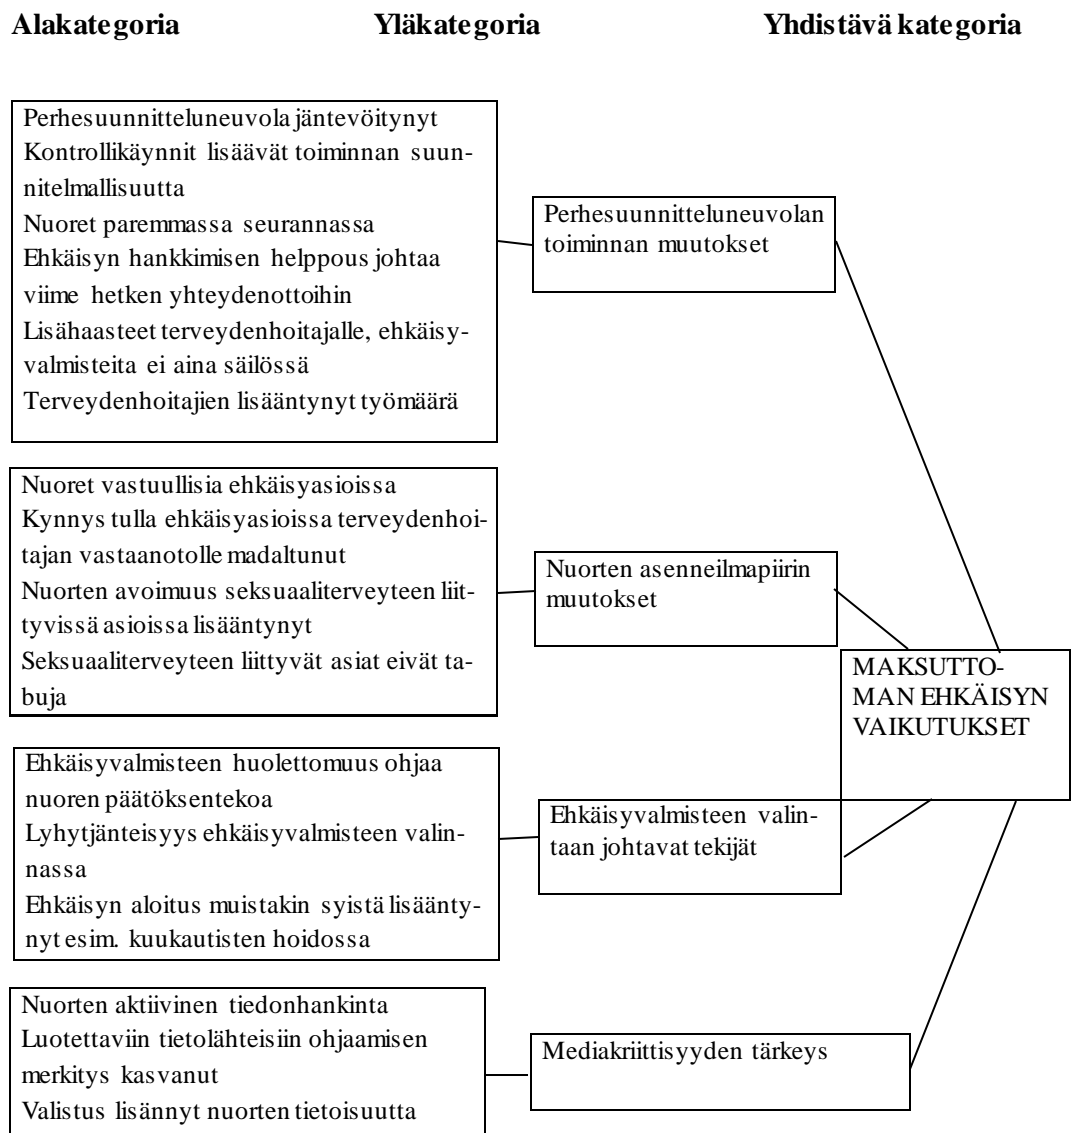 Alakategoria Yläkategoria Yhdistävä kategoria
Perhesuunnitteluneuvola jäntevöitynyt
Kontrollikäynnit lisäävät toiminnan suun-
nitelmallisuutta
Nuoret paremmassa seurannassa
Ehkäisyn hankkimisen helppous johtaa
viime hetken yhteydenottoihin
Lisähaasteet terveydenhoitajalle, ehkäisy-
valmisteita ei aina säilössä
Terveydenhoitajien lisääntynyt työmäärä
Perhesuunnitteluneuvolan
toiminnan muutokset
Nuoret vastuullisia ehkäisyasioissa
Kynnys tulla ehkäisyasioissa terveydenhoi-
tajan vastaanotolle madaltunut
Nuorten avoimuus seksuaaliterveyteen liit-
tyvissä asioissa lisääntynyt
Seksuaaliterveyteen liittyvät asiat eivät ta-
buja
Nuorten asenneilmapiirin
muutokset
MAKSUTTO-
MAN EHKÄISYN
VAIKUTUKSET
Ehkäisyvalmisteen huolettomuus ohjaa
nuoren päätöksentekoa
Lyhytjänteisyys ehkäisyvalmisteen valin-
nassa
Ehkäisyn aloitus muistakin syistä lisäänty-
nyt esim. kuukautisten hoidossa
Ehkäisyvalmisteen valin-
taan johtavat tekijät
Nuorten aktiivinen tiedonhankinta
Luotettaviin tietolähteisiin ohjaamisen
merkitys kasvanut
Valistus lisännyt nuorten tietoisuutta
Mediakriittisyyden tärkeys